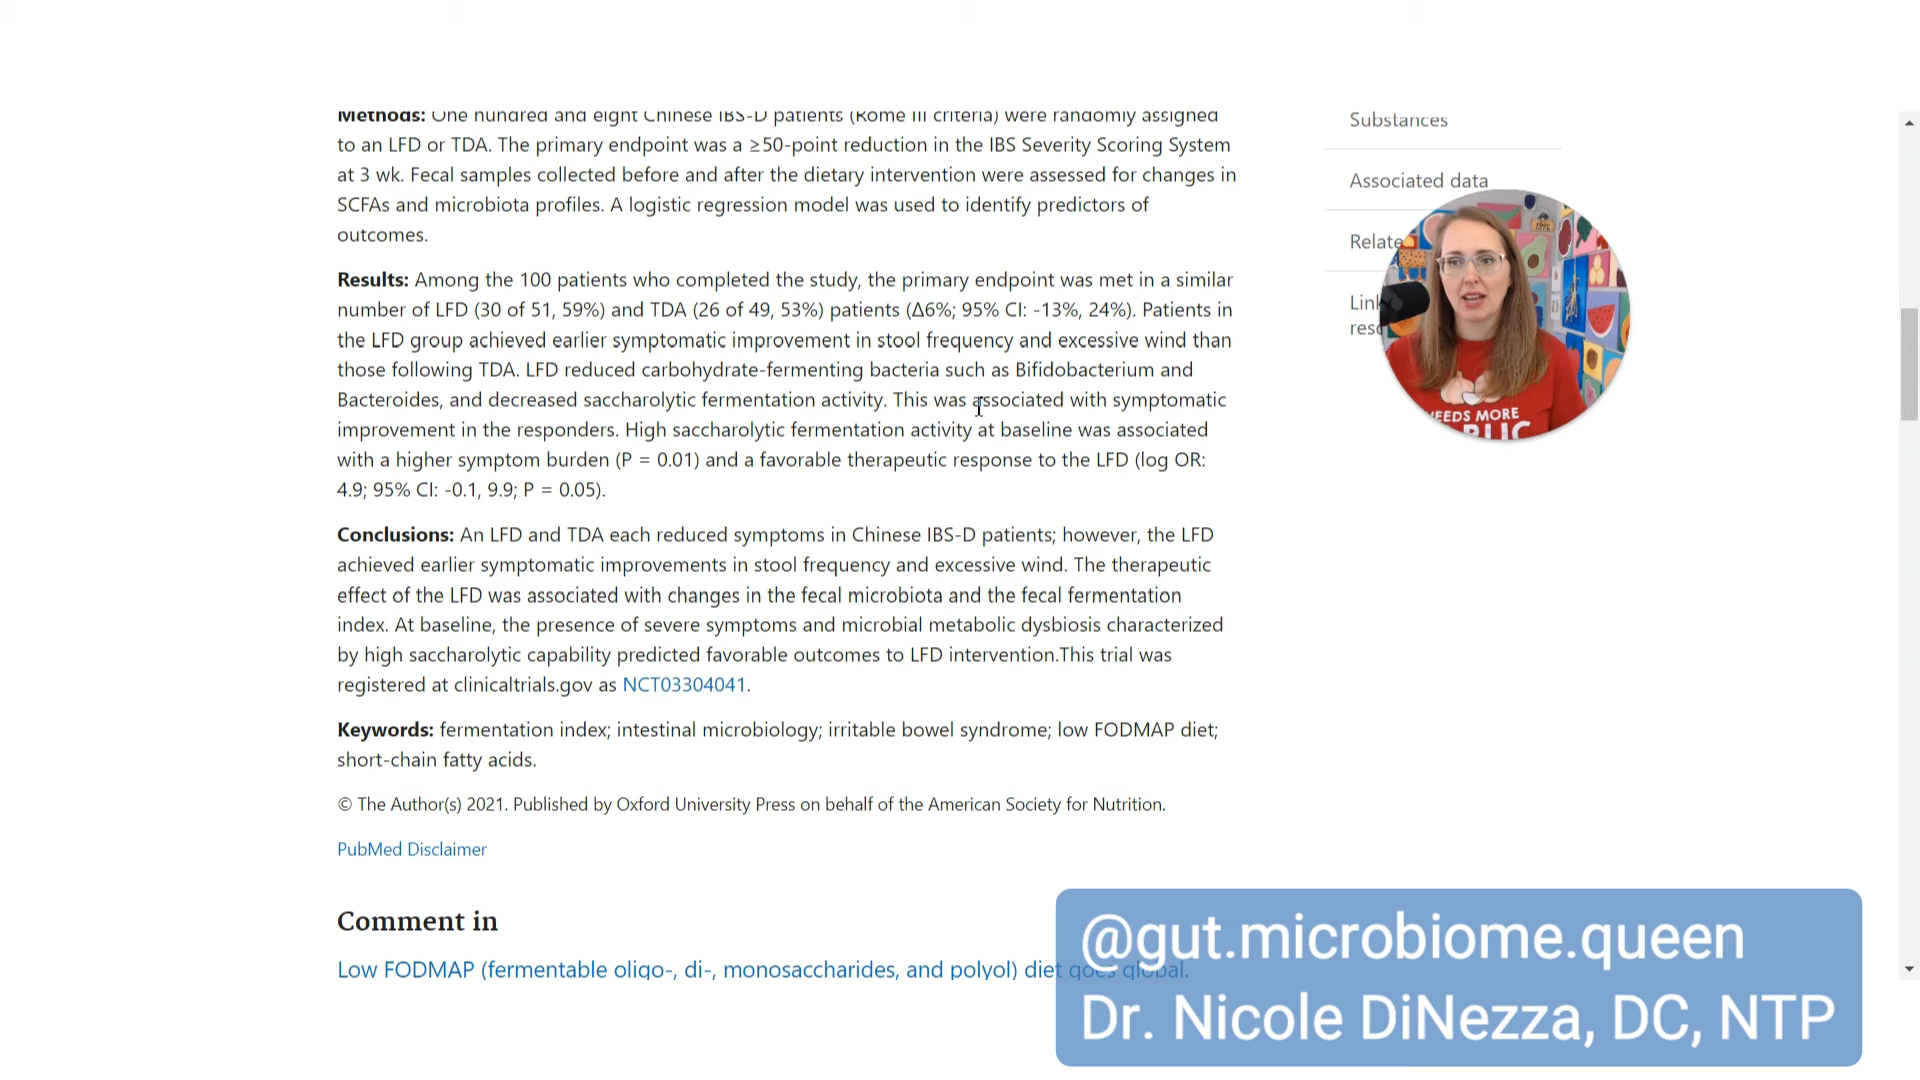 Methods: One hundred and eight Chinese IBS-D patients (Rome III criteria) were randomly assigned
to an LFD or TDA. The primary endpoint was a ≥50-point reduction in the IBS Severity Scoring System
at 3 wk. Fecal samples collected before and after the dietary intervention were assessed for changes in
SCFAs and microbiota profiles. A logistic regression model was used to identify predictors of
outcomes.
Results: Among the 100 patients who completed the study, the primary endpoint was met in a similar
number of LFD (30 of 51, 59%) and TDA (26 of 49, 53%) patients (Δ6%; 95% CI: -13%, 24%). Patients in
the LFD group achieved earlier symptomatic improvement in stool frequency and excessive wind than
those following TDA. LFD reduced carbohydrate-fermenting bacteria such as Bifidobacterium and
Bacteroides, and decreased saccharolytic fermentation activity. This was associated with symptomatic
improvement in the responders. High saccharolytic fermentation activity at baseline was associated
with a higher symptom burden (P = 0.01) and a favorable therapeutic response to the LFD (log OR:
4.9; 95% CI: -0.1, 9.9; P = 0.05).
Conclusions: An LFD and TDA each reduced symptoms in Chinese IBS-D patients; however, the LFD
achieved earlier symptomatic improvements in stool frequency and excessive wind. The therapeutic
effect of the LFD was associated with changes in the fecal microbiota and the fecal fermentation
index. At baseline, the presence of severe symptoms and microbial metabolic dysbiosis characterized
by high saccharolytic capability predicted favorable outcomes to LFD intervention.This trial was
registered at clinicaltrials.gov as NCT03304041.
Keywords: fermentation index; intestinal microbiology; irritable bowel syndrome; low FODMAP diet;
short-chain fatty acids.
© The Author(s) 2021. Published by Oxford University Press on behalf of the American Society for Nutrition.
PubMed Disclaimer
Comment in
Low FODMAP (fermentable oligo-, di-, monosaccharides, and polyol) diet goes global.
Substances
Associated data
Relate
Lin
res
EEDS MORE
@gut.microbiome.queen
Dr. Nicole DiNezza, DC, NTP